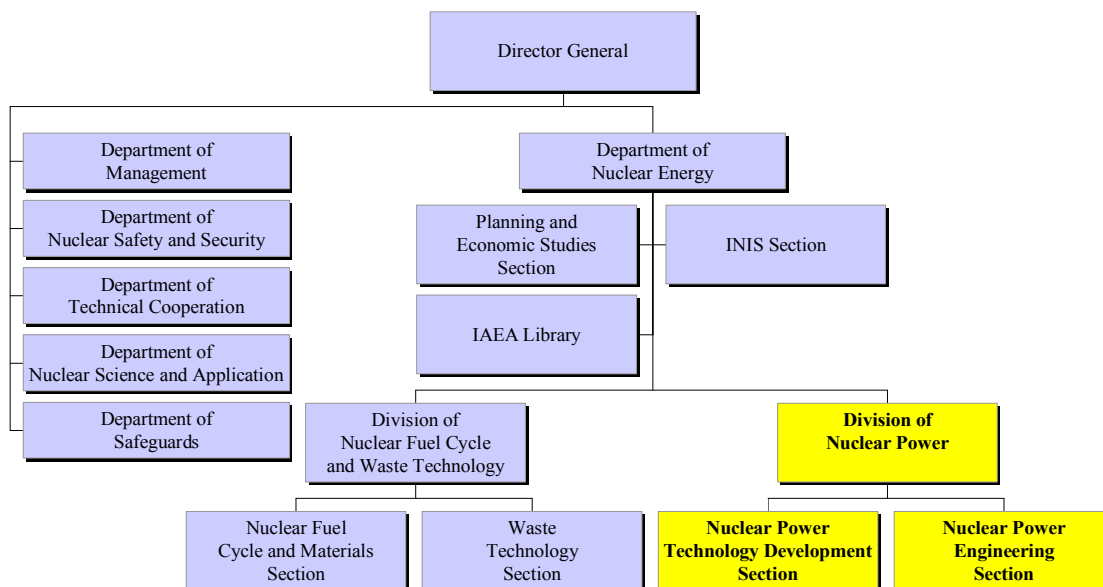 Director General
Department of
Management
Department of
Nuclear Safety and Security
Department of
Technical Cooperation
Department of
Nuclear Science and Application
Department of
Safeguards
Department of
Nuclear Energy
Planning and
Economic Studies
Section
INIS Section
IAEA Library
Division of
Nuclear Fuel Cycle
and Waste Technology
Division of
Nuclear Power
Nuclear Fuel
Cycle and Materials
Section
Waste
Technology
Section
Nuclear Power
Technology Development
Section
Nuclear Power
Engineering
Section